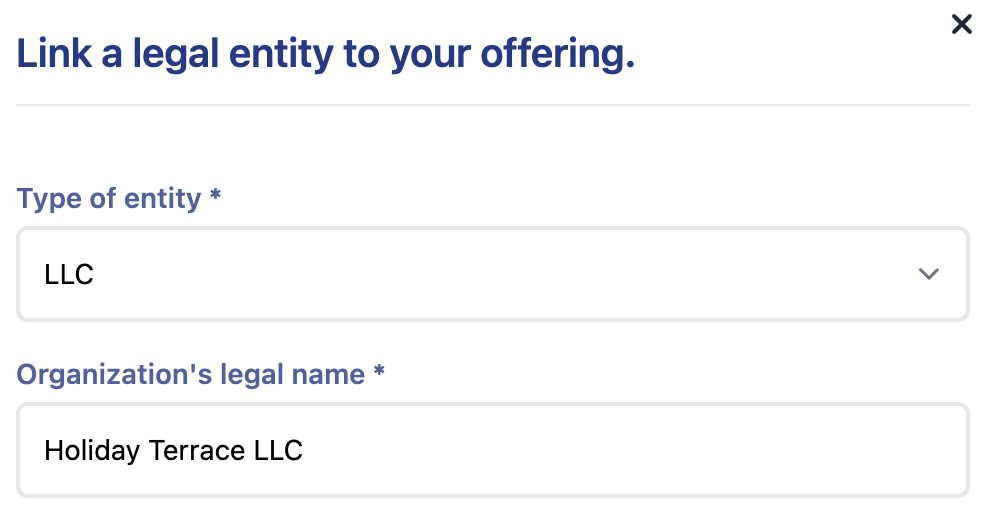 Link a legal entity to your offering.
Type of entity *
LLC
Organization's legal name *
Holiday Terrace LLC